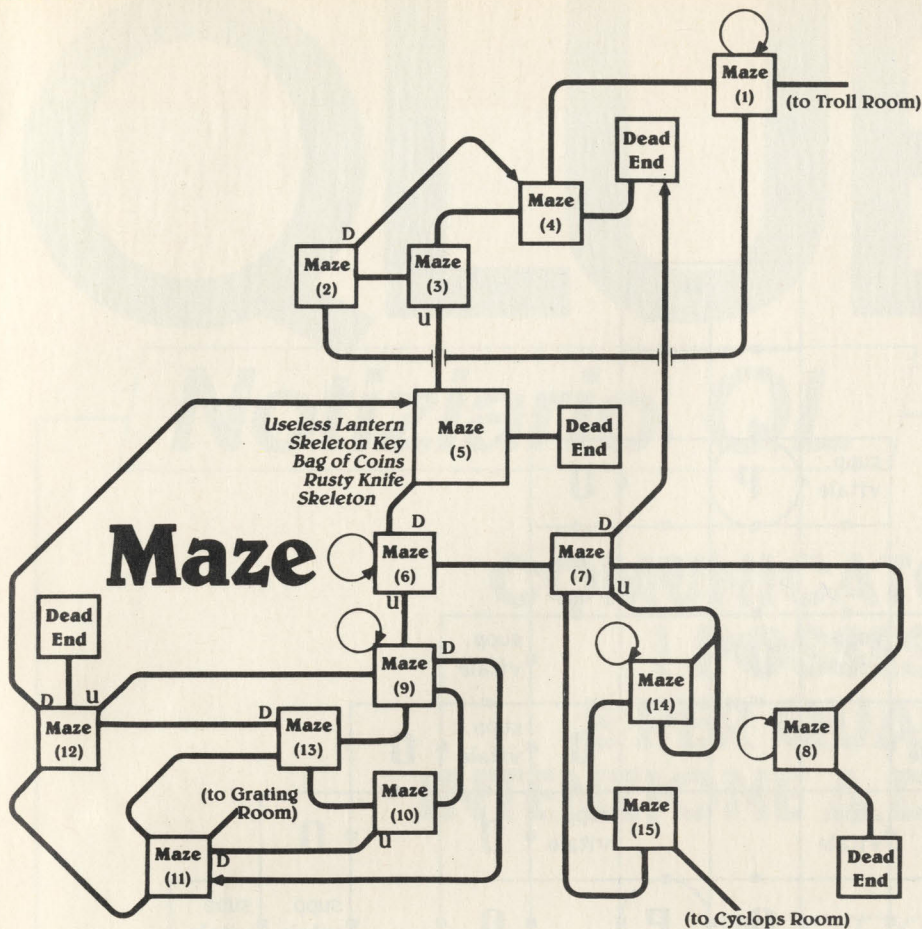 Maze
(1)
(to Troll Room)
Dead
End
Maze
(4)
D
Maze
(2)
Maze
(3)
U
Useless Lantern
Skeleton Key
Bag of Coins
Rusty Knife
Skeleton
Maze
(5)
Dead
End
Maze
D
Maze
(6)
U
D
Maze
(7)
U
Dead
End
Maze
(9)
D
Maze
(14)
D
U
Maze
(12)
D
Maze
(13)
Maze
(8)
(to Grating
Room)
Maze
(10)
U
Maze
(15)
Maze
(11)
D
Dead
End
(to Cyclops Room)